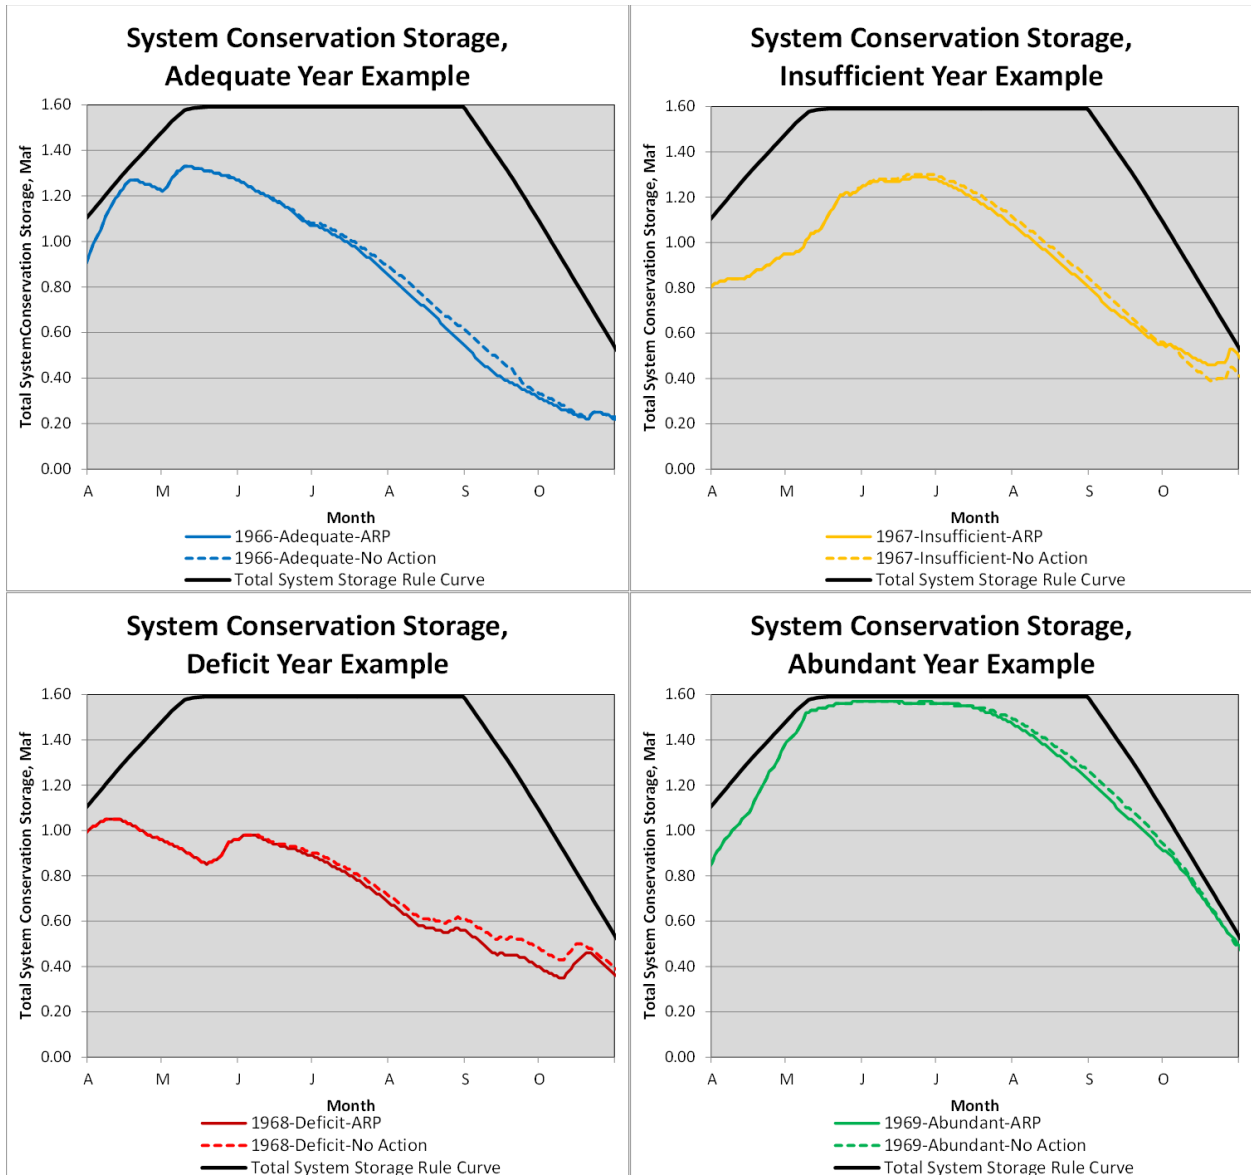 System Conservation Storage,
Adequate Year Example
Total SystemConservation Storage, Maf
1.60
1.40
1.20
1.00
0.80
0.60
0.40
0.20
0.00
A M J J A S O
Month
1966-Adequate-ARP
1966-Adequate-No Action
Total System Storage Rule Curve
System Conservation Storage,
Insufficient Year Example
Total System Conservation Storage, Maf
1.60
1.40
1.20
1.00
0.80
0.60
0.40
0.20
0.00
A M J J A S O
Month
1967-Insufficient-ARP
1967-Insufficient-No Action
Total System Storage Rule Curve
System Conservation Storage,
Deficit Year Example
Total System Conservation Storage, Maf
1.60
1.40
1.20
1.00
0.80
0.60
0.40
0.20
0.00
A M J J A S O
Month
1968-Deficit-ARP
1968-Deficit-No Action
Total System Storage Rule Curve
System Conservation Storage,
Abundant Year Example
Total System Conservation Storage, Maf
1.60
1.40
1.20
1.00
0.80
0.60
0.40
0.20
0.00
A M J J A S O
Month
1969-Abundant-ARP
1969-Abundant-No Action
Total System Storage Rule Curve